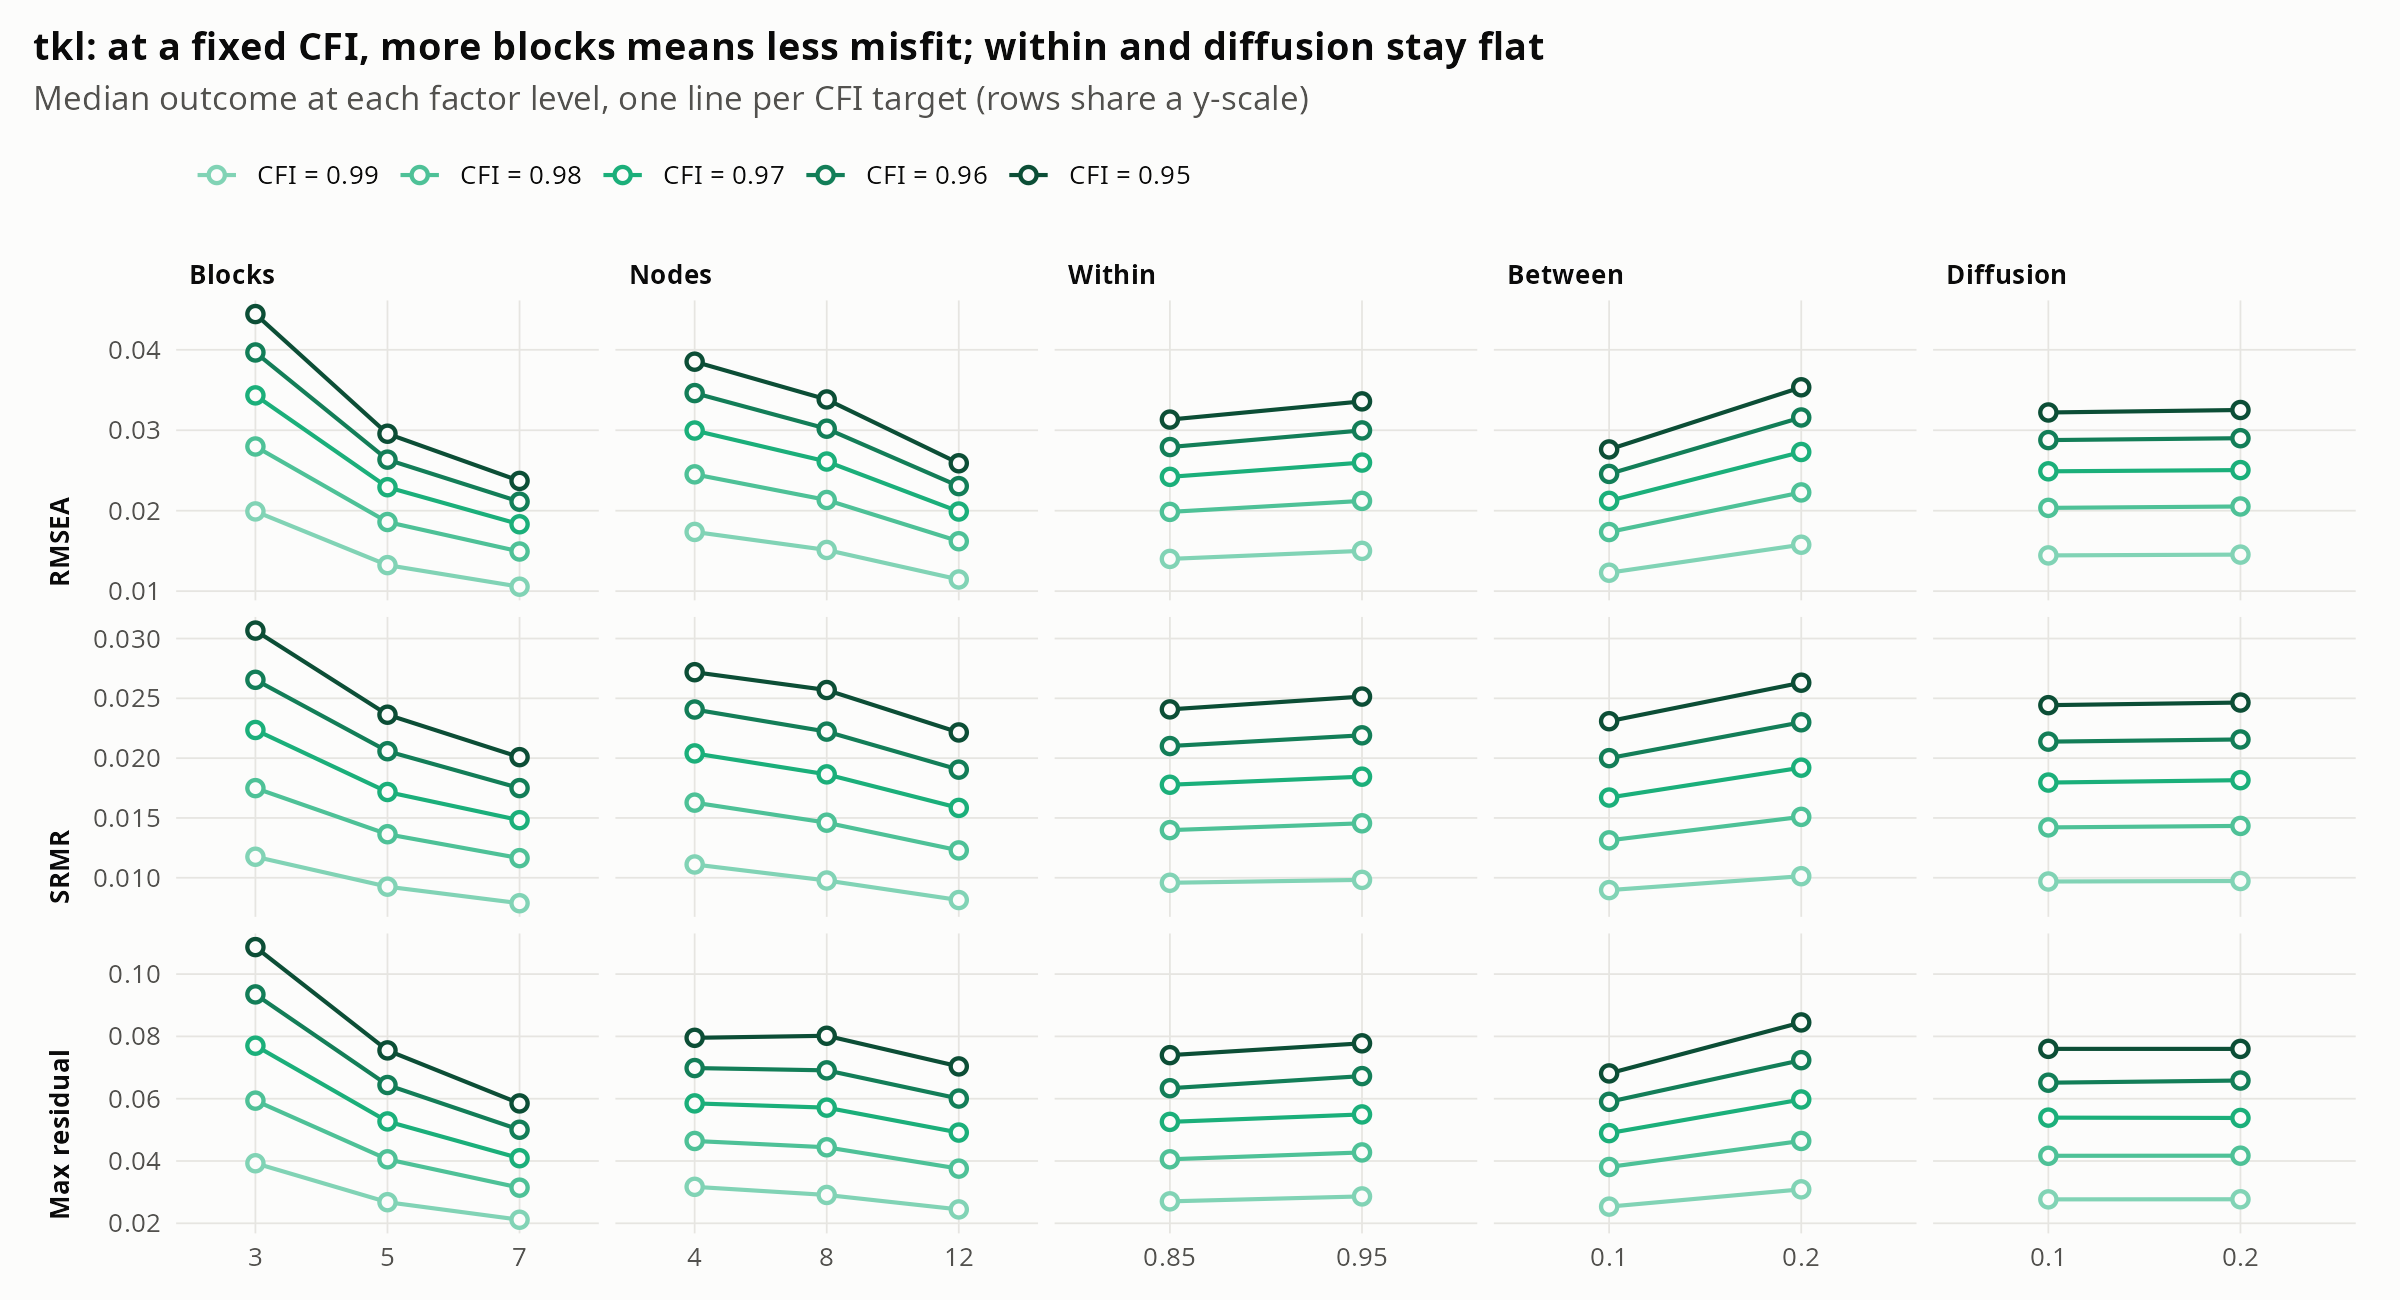 tkl: at a fixed CFI, more blocks means less misfit; within and diffusion stay flat
Median outcome at each factor level, one line per CFI target (rows share a y-scale)
CFI = 0.99 CFI = 0.98 CFI = 0.97 CFI = 0.96 CFI = 0.95
Blocks Nodes Within Between Diffusion
RMSEA
0.04
0.03
0.02
0.01
SRMR
0.030
0.025
0.020
0.015
0.010
Max residual
0.10
0.08
0.06
0.04
0.02
3 5 7 4 8 12 0.85 0.95 0.1 0.2 0.1 0.2